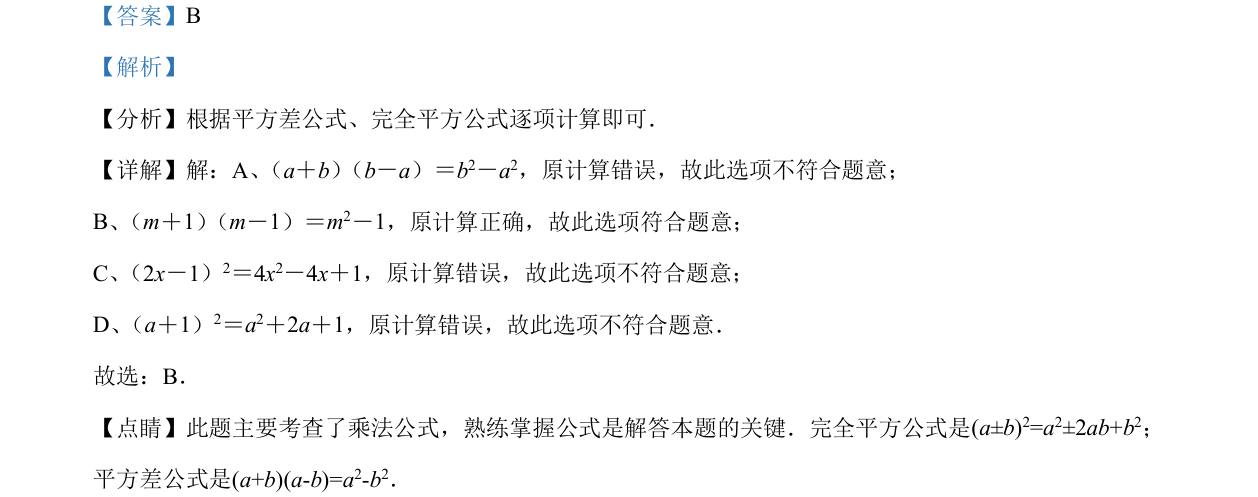 【答案】B
【解析】
【分析】根据平方差公式、完全平方公式逐项计算即可．
【详解】解：A、（a＋b）（b－a）＝b²－a²，原计算错误，故此选项不符合题意；
B、（m＋1）（m－1）＝m²－1，原计算正确，故此选项符合题意；
C、（2x－1）²＝4x²－4x＋1，原计算错误，故此选项不符合题意；
D、（a＋1）²＝a²＋2a＋1，原计算错误，故此选项不符合题意．
故选：B．
【点睛】此题主要考查了乘法公式，熟练掌握公式是解答本题的关键．完全平方公式是(a±b)²=a²±2ab+b²；
平方差公式是(a+b)(a-b)=a²-b²．